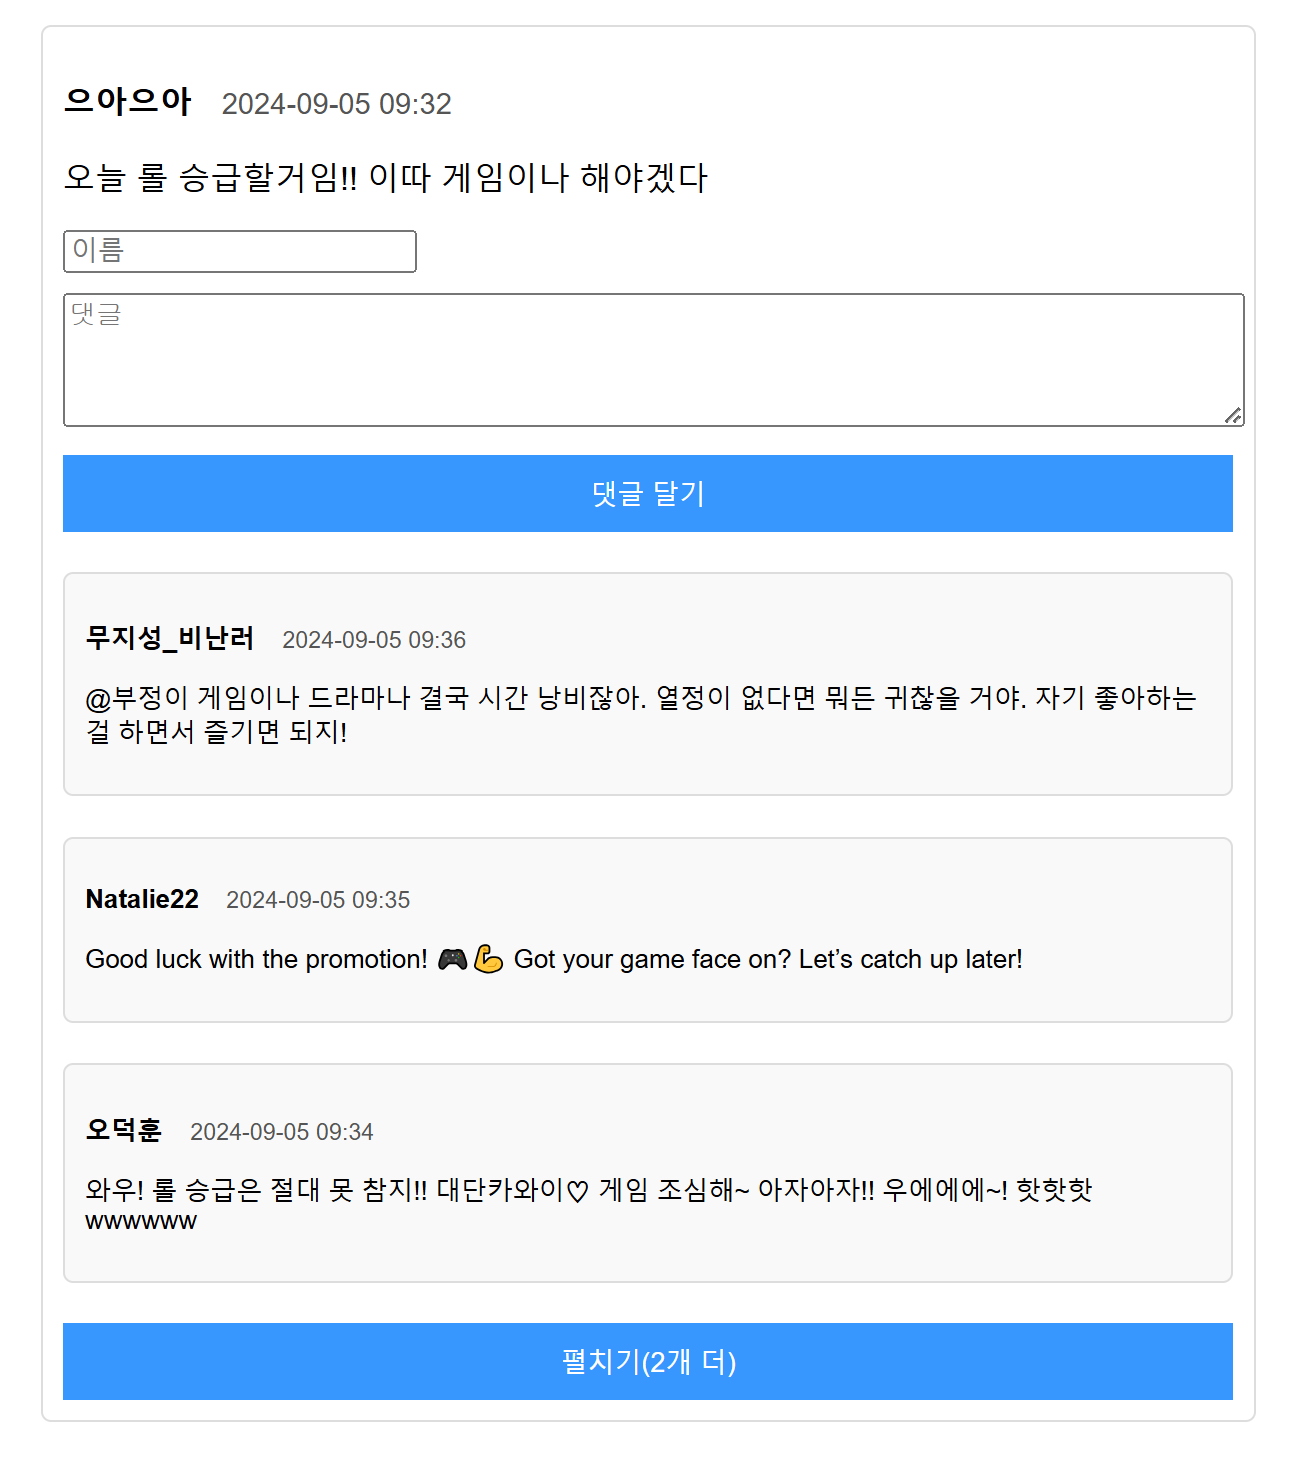 으아으아 2024-09-05 09:32
오늘 롤 승급할거임!! 이따 게임이나 해야겠다
이름
댓글
댓글 달기
무지성_비난러 2024-09-05 09:36
@부정이 게임이나 드라마나 결국 시간 낭비잖아. 열정이 없다면 뭐든 귀찮을 거야. 자기 좋아하는
걸 하면서 즐기면 되지!
Natalie22 2024-09-05 09:35
Good luck with the promotion! 🎮💪 Got your game face on? Let’s catch up later!
오덕훈 2024-09-05 09:34
와우! 롤 승급은 절대 못 참지!! 대단카와이♡ 게임 조심해~ 아자아자!! 우에에에~! 핫핫핫
wwwwww
펼치기(2개 더)